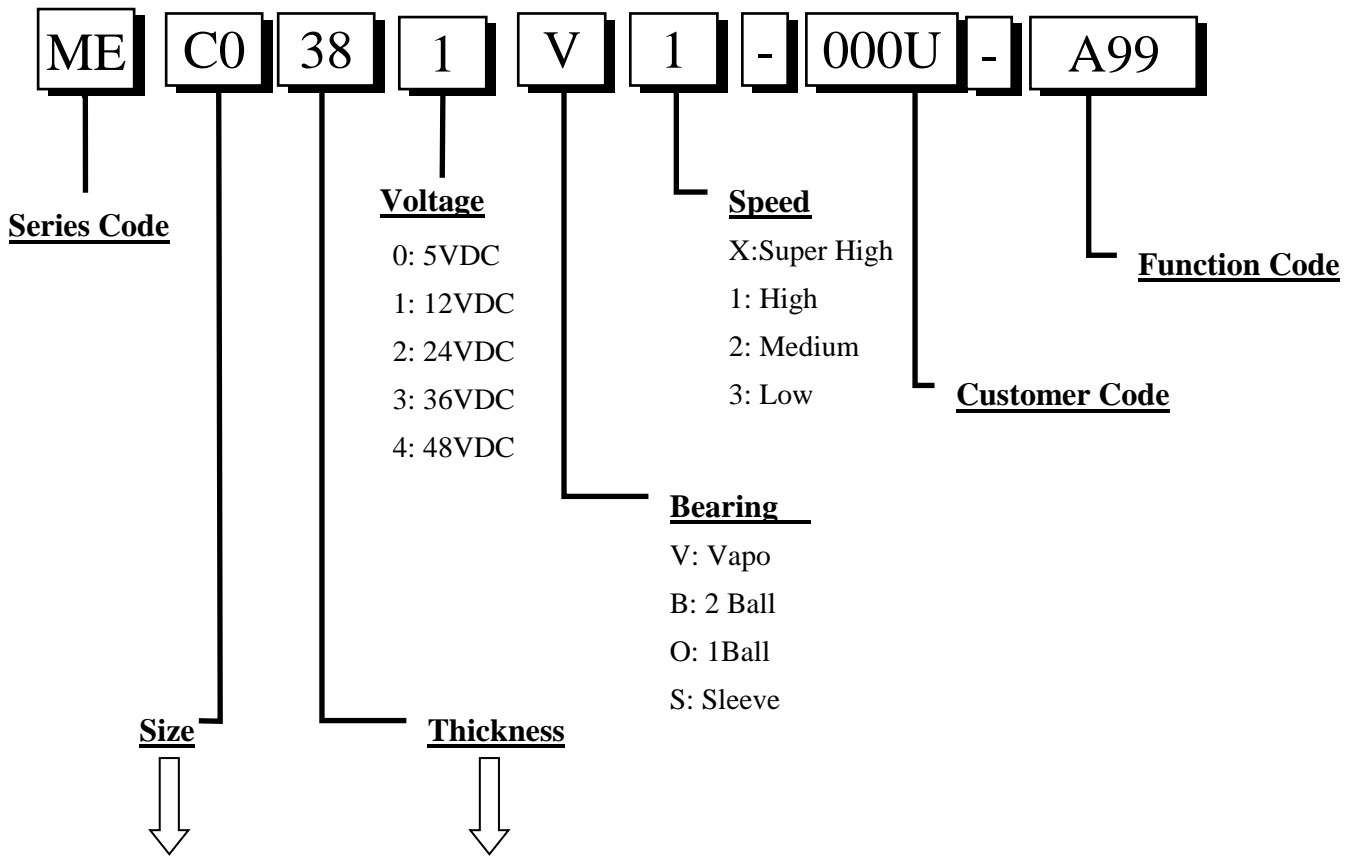 ME C0 38 1 V 1 - 000U - A99
Series Code
Voltage
0: 5VDC
1: 12VDC
2: 24VDC
3: 36VDC
4: 48VDC
Speed
X:Super High
1: High
2: Medium
3: Low
Function Code
Customer Code
Bearing
V: Vapo
B: 2 Ball
O: 1Ball
S: Sleeve
Size
Thickness